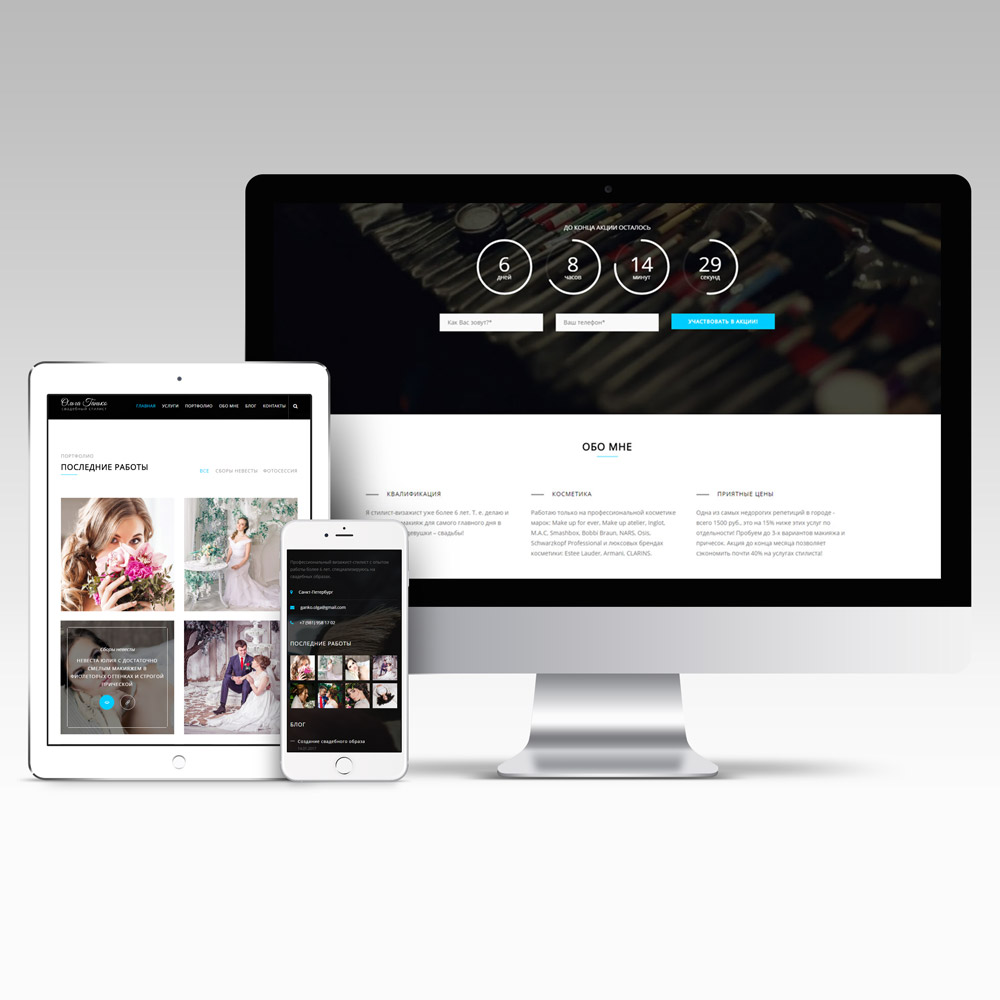 ДО КОНЦА АКЦИИ ОСТАЛОСЬ
6 8 14 29
дней часов минут секунд
Как Вас зовут?* Ваш телефон* УЧАСТВОВАТЬ В АКЦИИ!
ОБО МНЕ
КВАЛИФИКАЦИЯ
Я стилист-визажист уже более 6 лет. Т. е. делаю и
макияж для самого главного дня в
девушки – свадьбы!
КОСМЕТИКА
Работаю только на профессиональной косметике
марок: Make up for ever, Make up atelier, Inglot,
M.A.C, Smashbox, Bobbi Braun, NARS, Osis,
Schwarzkopf Professional и люксовых брендах
косметики: Estee Lauder, Armani, CLARINS.
ПРИЯТНЫЕ ЦЕНЫ
Одна из самых недорогих репетиций в городе -
всего 1500 руб., это на 15% ниже этих услуг по
отдельности! Пробуем до 3-х вариантов макияжа и
причесок. Акция до конца месяца позволяет
сэкономить почти 40% на услугах стилиста!
Ольга Ганько
СВАДЕБНЫЙ СТИЛИСТ
ГЛАВНАЯ УСЛУГИ ПОРТФОЛИО ОБО МНЕ БЛОГ КОНТАКТЫ
ПОРТФОЛИО
ПОСЛЕДНИЕ РАБОТЫ
ВСЕ СБОРЫ НЕВЕСТЫ ФОТОСЕССИЯ
Сборы невесты
НЕВЕСТА ЮЛИЯ С ДОСТАТОЧНО
СМЕЛЫМ МАКИЯЖЕМ В
ФИОЛЕТОВЫХ ОТТЕНКАХ И СТРОГОЙ
ПРИЧЕСКОЙ
Профессиональный визажист-стилист с опытом
работы более 6 лет, специализируюсь на
свадебных образах.
Санкт-Петербург
ganko.olga@gmail.com
+7 (981) 958 17 02
ПОСЛЕДНИЕ РАБОТЫ
БЛОГ
Создание свадебного образа